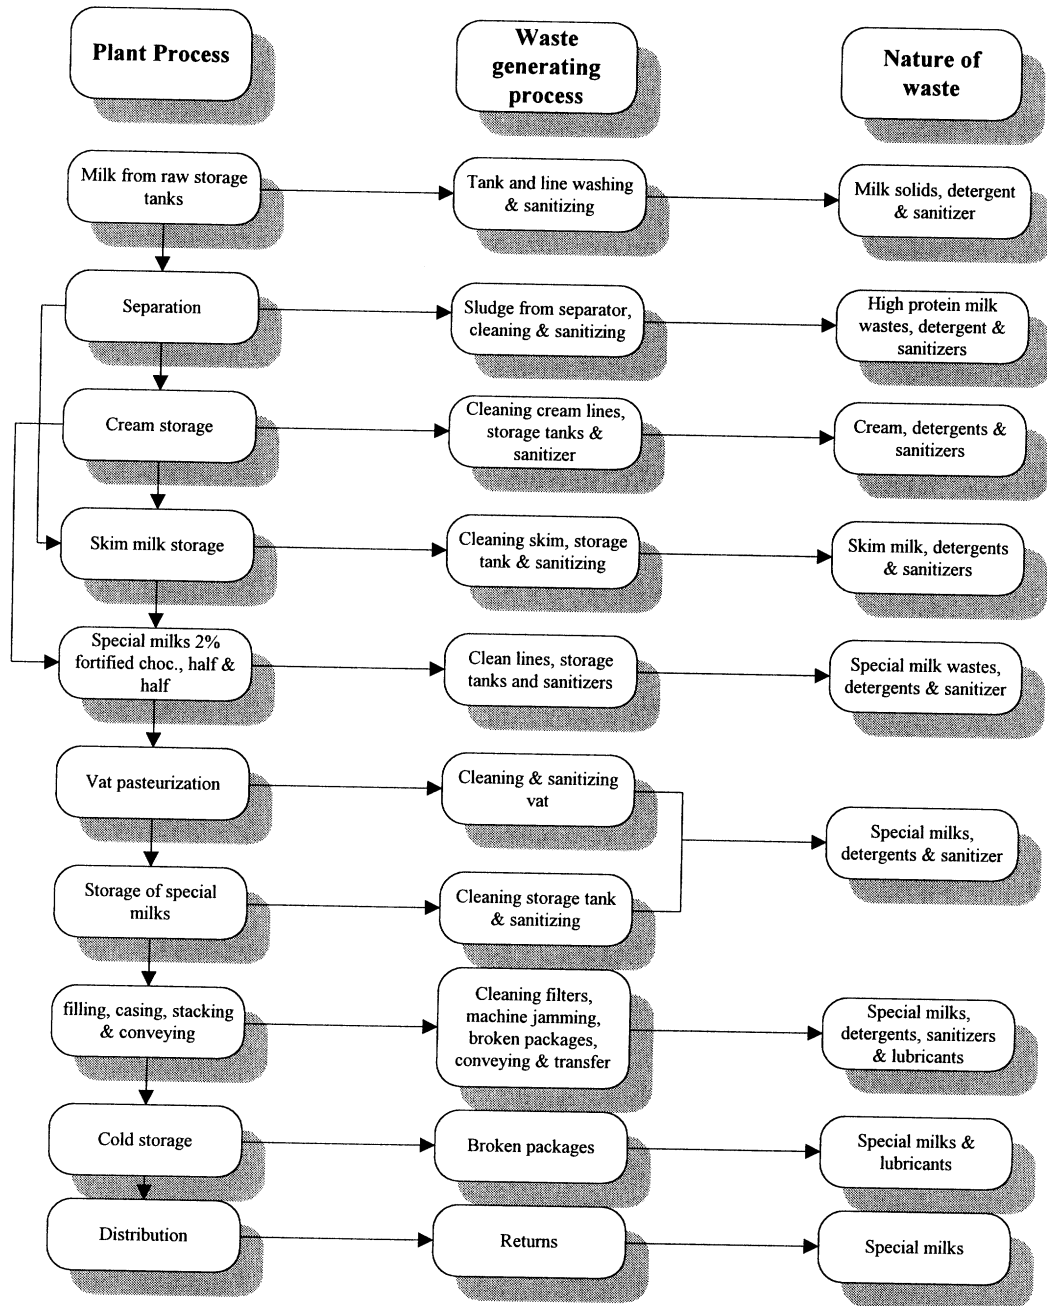 Plant Process
Waste
generating
process
Nature of
waste
Milk from raw storage
tanks
Tank and line washing
& sanitizing
Milk solids, detergent
& sanitizer
Separation
Sludge from separator,
cleaning & sanitizing
High protein milk
wastes, detergent &
sanitizers
Cream storage
Cleaning cream lines,
storage tanks &
sanitizer
Cream, detergents &
sanitizers
Skim milk storage
Cleaning skim, storage
tank & sanitizing
Skim milk, detergents
& sanitizers
Special milks 2%
fortified choc., half &
half
Clean lines, storage
tanks and sanitizers
Special milk wastes,
detergents & sanitizer
Vat pasteurization
Cleaning & sanitizing
vat
Special milks,
detergents & sanitizer
Storage of special
milks
Cleaning storage tank
& sanitizing
filling, casing, stacking
& conveying
Cleaning filters,
machine jamming,
broken packages,
conveying & transfer
Special milks,
detergents, sanitizers
& lubricants
Cold storage
Broken packages
Special milks &
lubricants
Distribution
Returns
Special milks